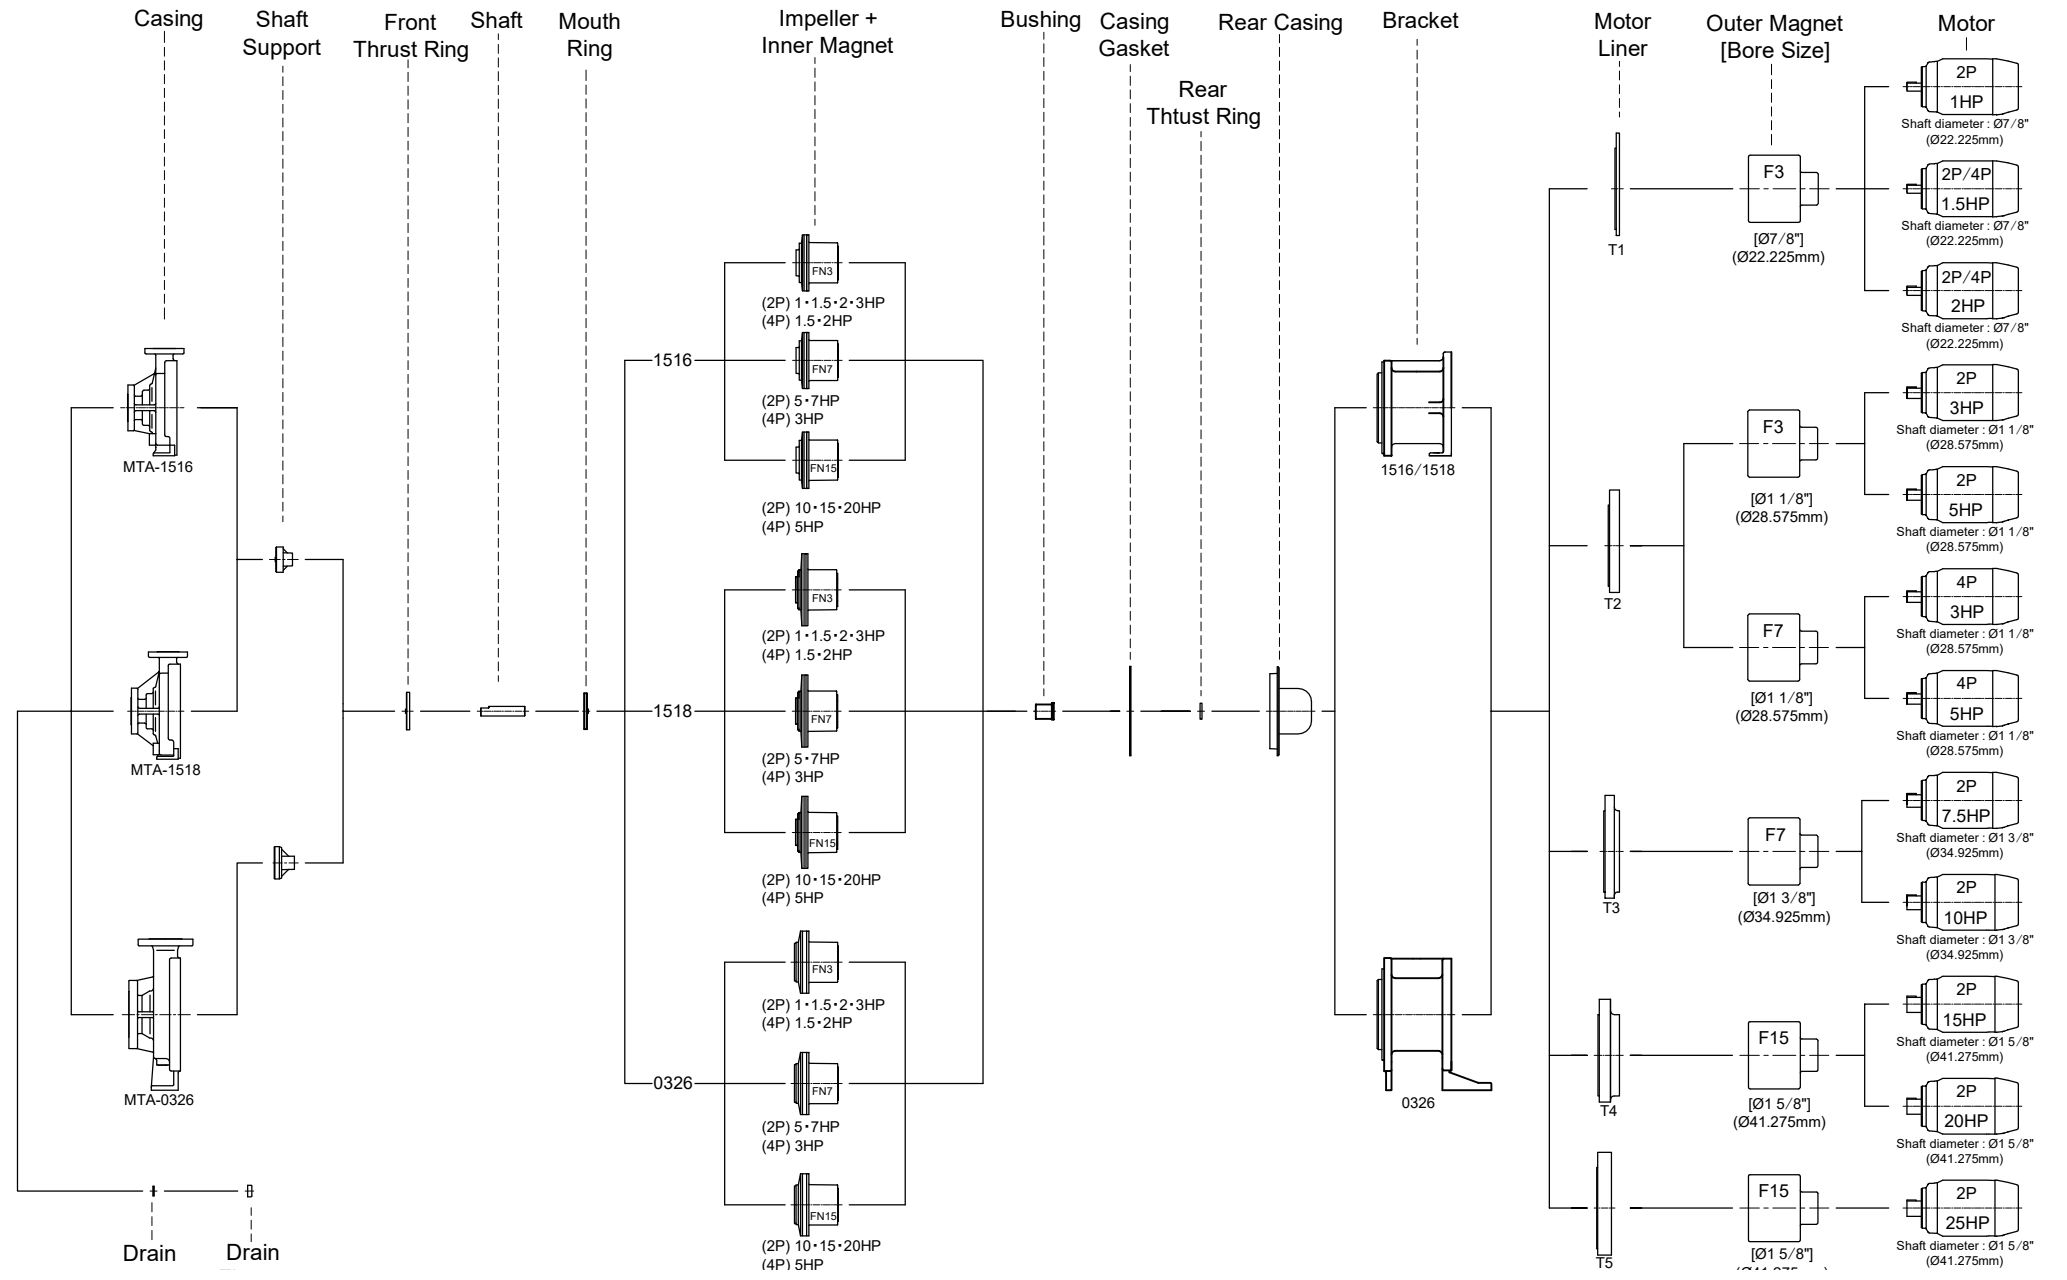 Casing
Shaft
Support
Front
Thrust Ring
Shaft
Mouth
Ring
Impeller +
Inner Magnet
Bushing
Casing
Gasket
Rear
Thtust Ring
Rear Casing
Bracket
Motor
Liner
Outer Magnet
[Bore Size]
Motor
MTA-1516
MTA-1518
MTA-0326
Drain
Drain
1516
FN3
(2P) 1・1.5・2・3HP
(4P) 1.5・2HP
FN7
(2P) 5・7HP
(4P) 3HP
FN15
(2P) 10・15・20HP
(4P) 5HP
1518
FN3
(2P) 1・1.5・2・3HP
(4P) 1.5・2HP
FN7
(2P) 5・7HP
(4P) 3HP
FN15
(2P) 10・15・20HP
(4P) 5HP
0326
FN3
(2P) 1・1.5・2・3HP
(4P) 1.5・2HP
FN7
(2P) 5・7HP
(4P) 3HP
FN15
(2P) 10・15・20HP
(4P) 5HP
1516/1518
0326
T1
F3
[Ø7/8"]
(Ø22.225mm)
2P
1HP
Shaft diameter : Ø7/8"
(Ø22.225mm)
2P/4P
1.5HP
Shaft diameter : Ø7/8"
(Ø22.225mm)
2P/4P
2HP
Shaft diameter : Ø7/8"
(Ø22.225mm)
T2
F3
[Ø1 1/8"]
(Ø28.575mm)
2P
3HP
Shaft diameter : Ø1 1/8"
(Ø28.575mm)
2P
5HP
Shaft diameter : Ø1 1/8"
(Ø28.575mm)
F7
[Ø1 1/8"]
(Ø28.575mm)
4P
3HP
Shaft diameter : Ø1 1/8"
(Ø28.575mm)
4P
5HP
Shaft diameter : Ø1 1/8"
(Ø28.575mm)
T3
F7
[Ø1 3/8"]
(Ø34.925mm)
2P
7.5HP
Shaft diameter : Ø1 3/8"
(Ø34.925mm)
2P
10HP
Shaft diameter : Ø1 3/8"
(Ø34.925mm)
T4
F15
[Ø1 5/8"]
(Ø41.275mm)
2P
15HP
Shaft diameter : Ø1 5/8"
(Ø41.275mm)
2P
20HP
Shaft diameter : Ø1 5/8"
(Ø41.275mm)
T5
F15
[Ø1 5/8"]
2P
25HP
Shaft diameter : Ø1 5/8"
(Ø41.275mm)